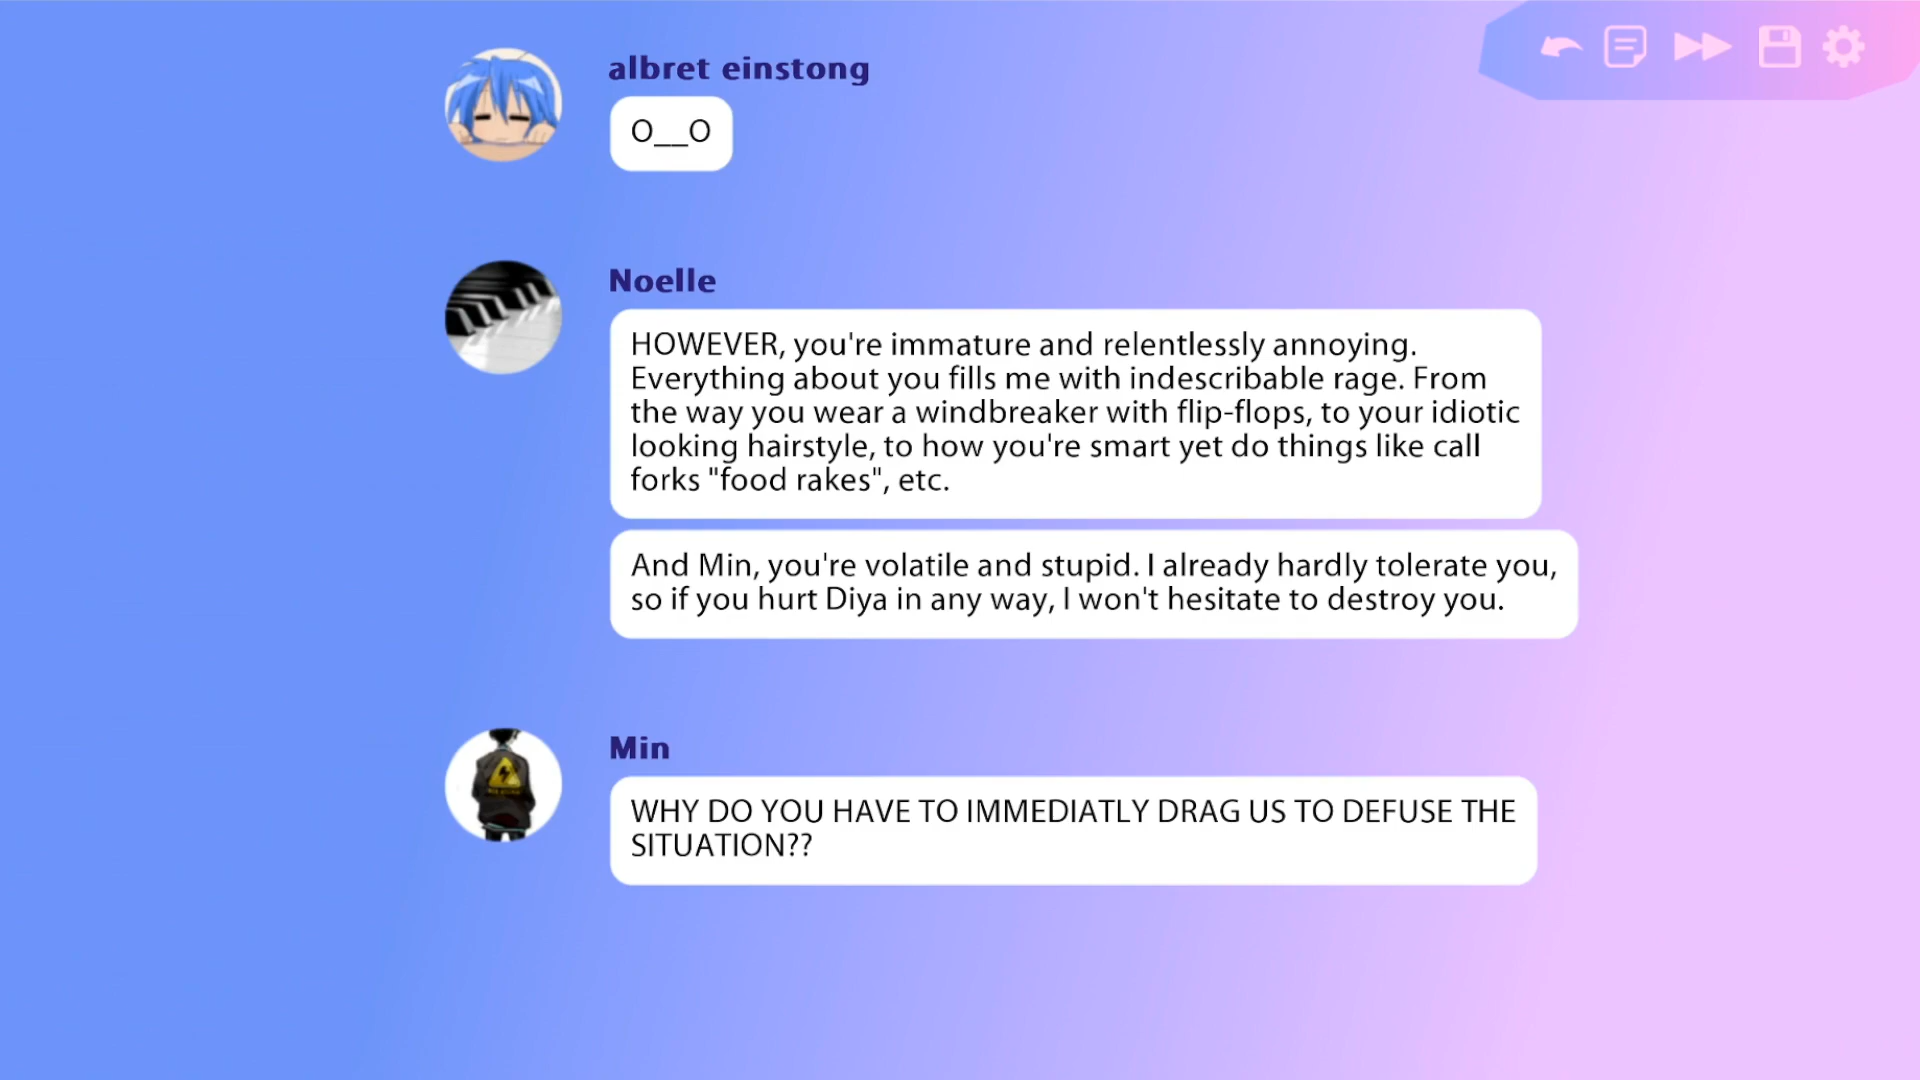 albret einstong
O__O
Noelle
HOWEVER, you're immature and relentlessly annoying.
Everything about you fills me with indescribable rage. From
the way you wear a windbreaker with flip-flops, to your idiotic
looking hairstyle, to how you're smart yet do things like call
forks "food rakes", etc.
And Min, you're volatile and stupid. I already hardly tolerate you,
so if you hurt Diya in any way, I won't hesitate to destroy you.
Min
WHY DO YOU HAVE TO IMMEDIATLY DRAG US TO DEFUSE THE
SITUATION??